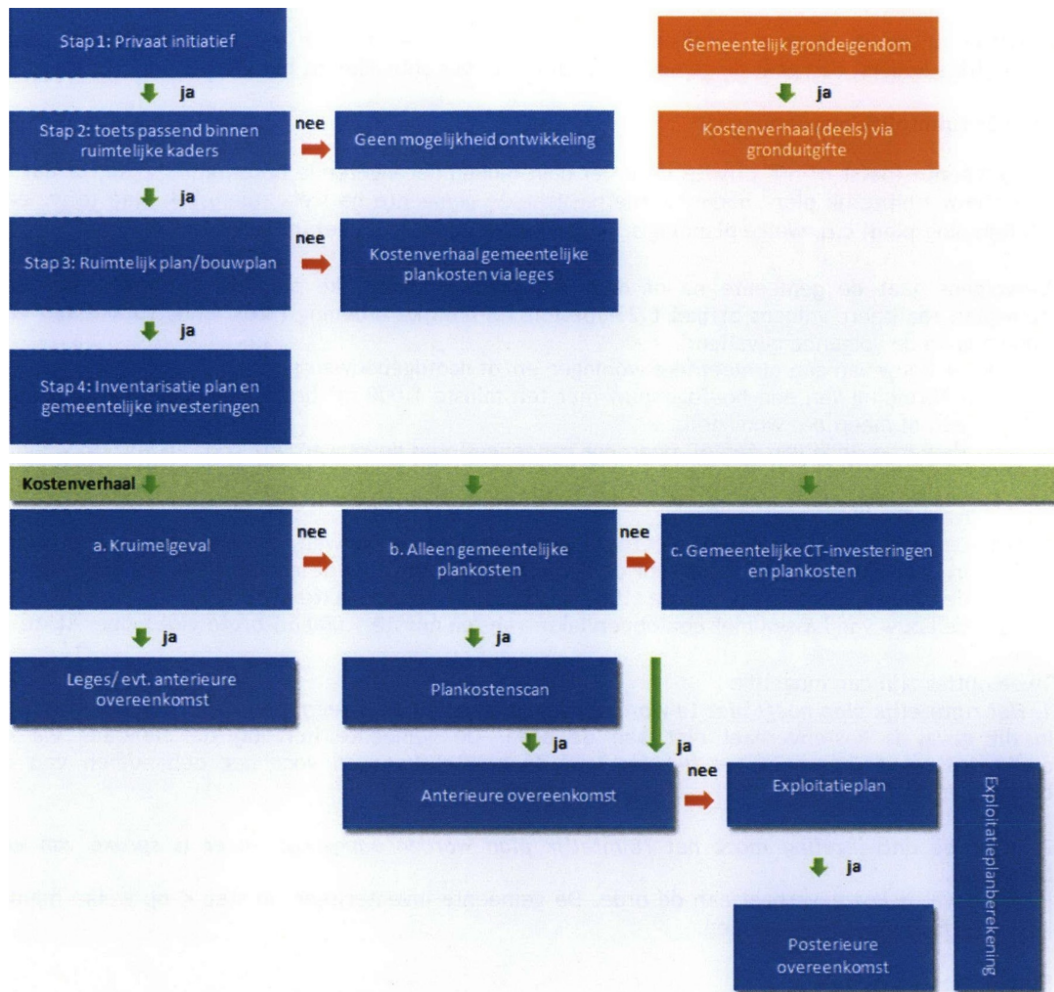 Stap 1: Privaat initiatief
Gemeentelijk grondeigendom
ja
ja
Stap 2: toets passend binnen
ruimtelijke kaders
nee
Geen mogelijkheid ontwikkeling
Kostenverhaal (deels) via
gronduitgifte
ja
Stap 3: Ruimtelijk plan/bouwplan
nee
Kostenverhaal gemeentelijke
plankosten via leges
ja
Stap 4: Inventarisatie plan en
gemeentelijke investeringen
Kostenverhaal
a. Kruimelgeval
nee
b. Alleen gemeentelijke
plankosten
nee
c. Gemeentelijke CT-investeringen
en plankosten
ja
ja
Leges/ evt. anterieure
overeenkomst
Plankostenscan
ja
ja
Anterieure overeenkomst
nee
Exploitatieplan
Exploitatieplanberekening
ja
Posterieure
overeenkomst